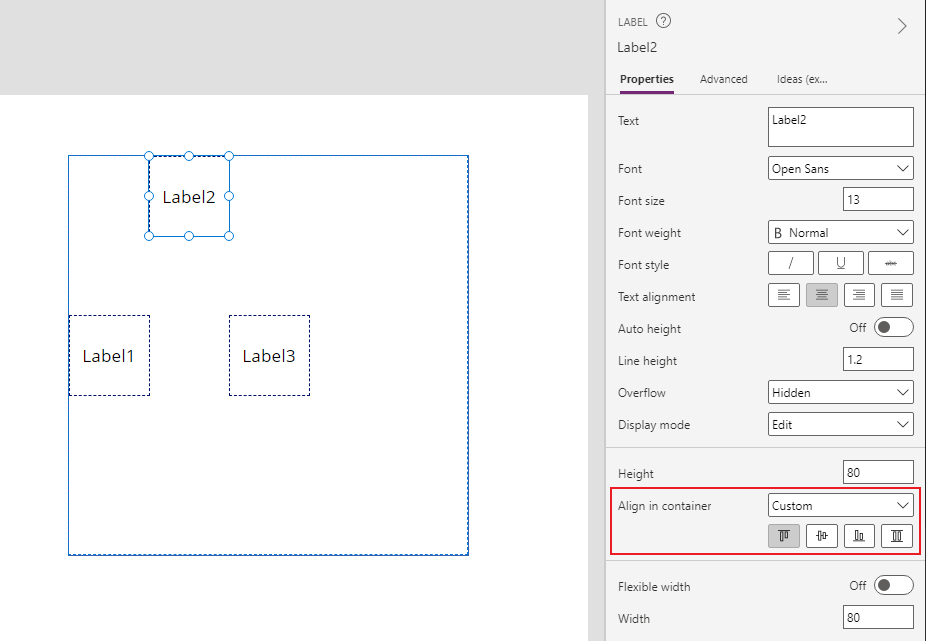 LABEL ?
Label2
Properties Advanced Ideas (ex...
Text Label2
Font Open Sans
Font size 13
Font weight B Normal
Font style / U abc
Text alignment
Auto height Off
Line height 1.2
Overflow Hidden
Display mode Edit
Height 80
Align in container Custom
Flexible width Off
Width 80
Label2
Label1 Label3